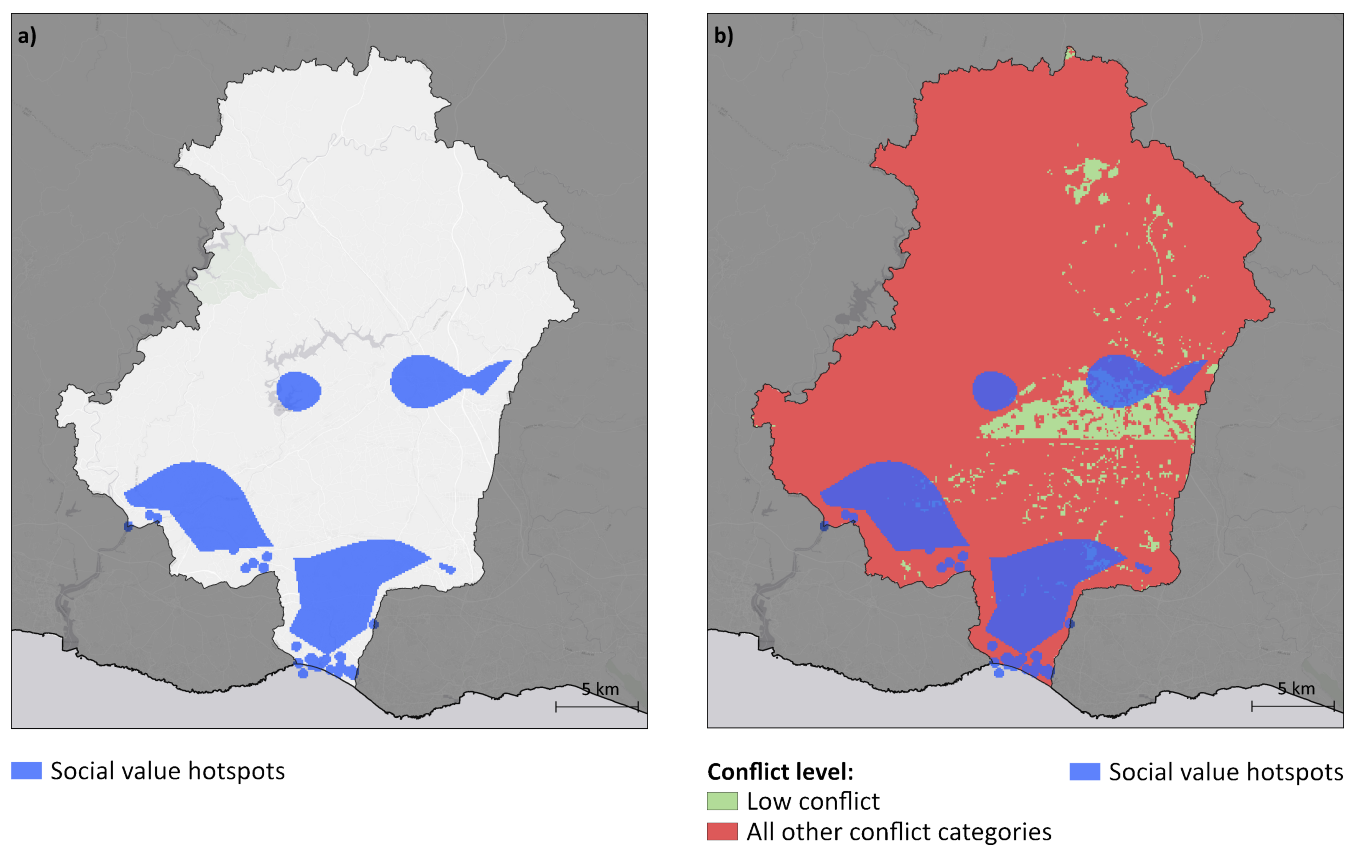 a)
b)
5 km
5 km
Social value hotspots
Conflict level:
Social value hotspots
Low conflict
All other conflict categories